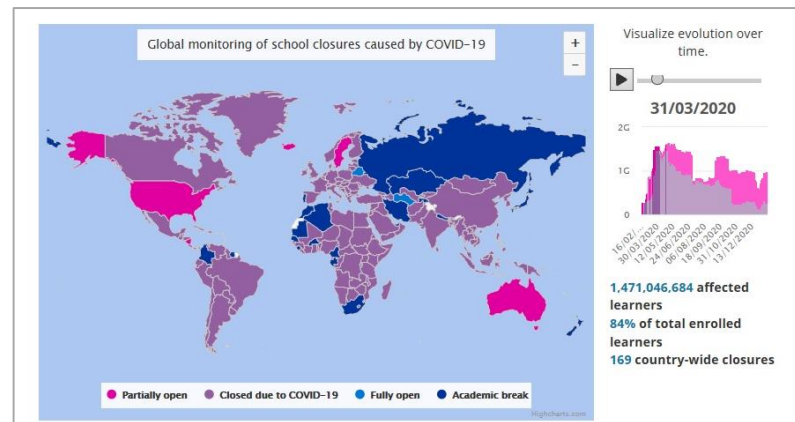 Global monitoring of school closures caused by COVID-19
+
−
Partially open
Closed due to COVID-19
Fully open
Academic break
Highcharts.com
Visualize evolution over
time.
31/03/2020
2G
1G
0
16/02/…
30/03/2020
12/05/2020
24/06/2020
06/08/2020
18/09/2020
31/10/2020
13/12/2020
1,471,046,684 affected
learners
84% of total enrolled
learners
169 country-wide closures